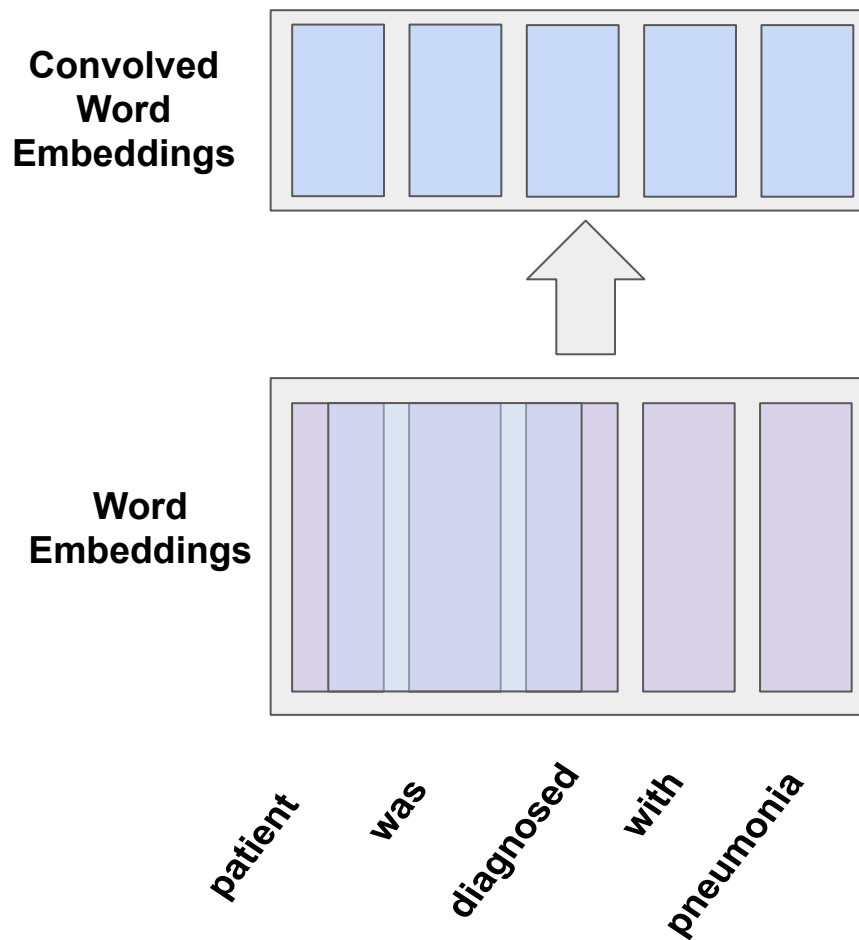 Convolved
Word
Embeddings
Word
Embeddings
patient
was
diagnosed
with
pneumonia